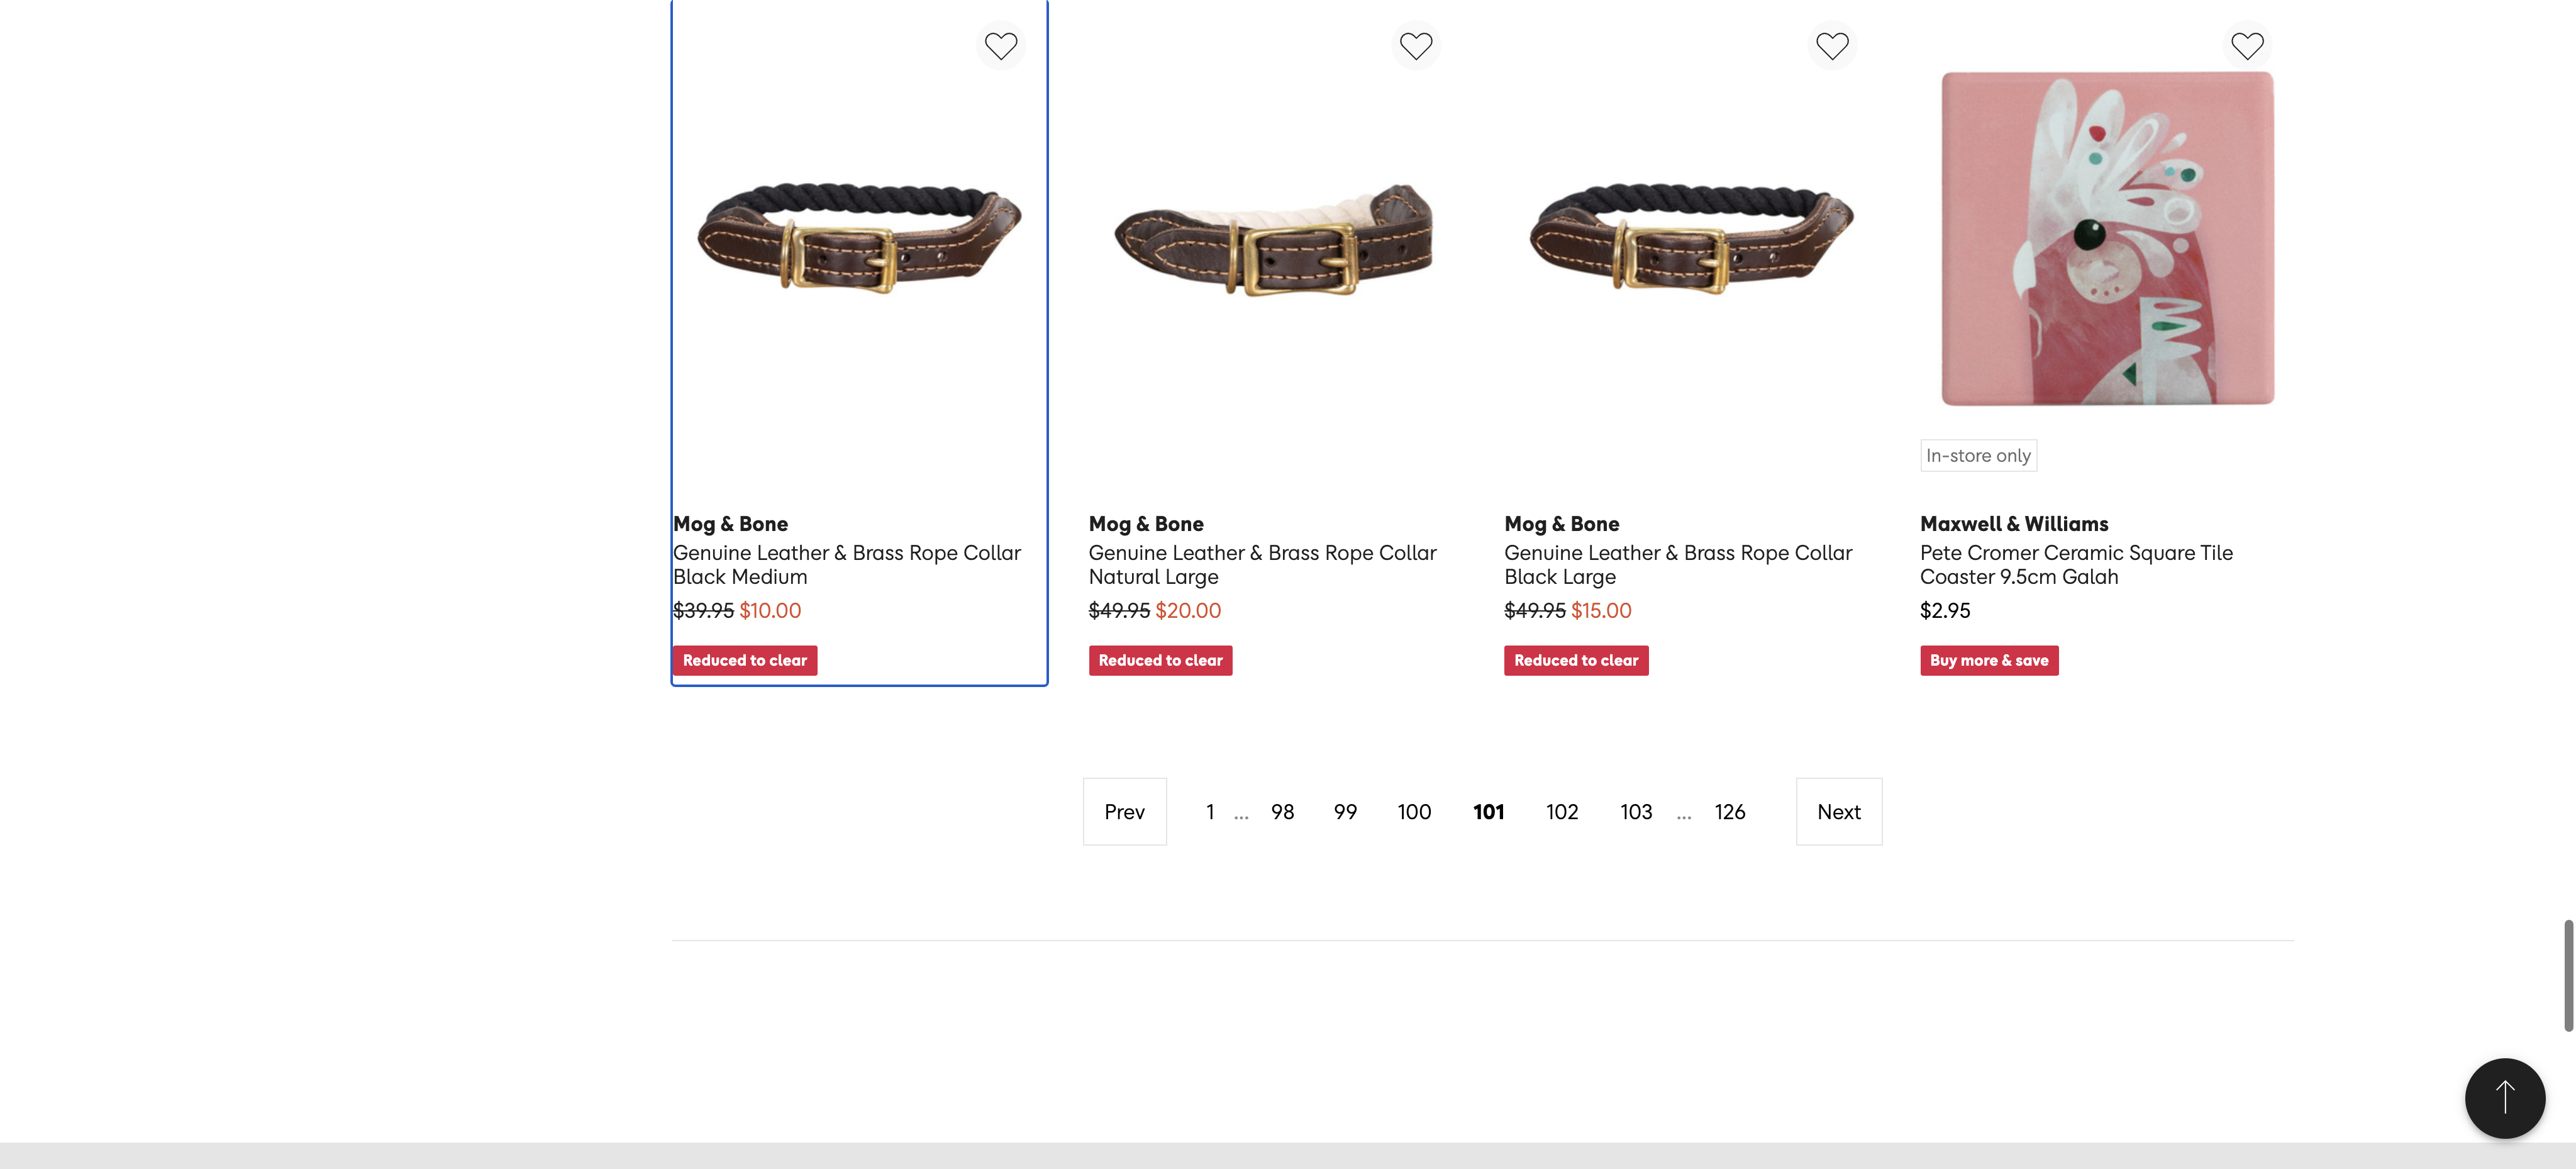 In-store only
Mog & Bone
Genuine Leather & Brass Rope Collar
Black Medium
$39.95 $10.00
Reduced to clear
Mog & Bone
Genuine Leather & Brass Rope Collar
Natural Large
$49.95 $20.00
Reduced to clear
Mog & Bone
Genuine Leather & Brass Rope Collar
Black Large
$49.95 $15.00
Reduced to clear
Maxwell & Williams
Pete Cromer Ceramic Square Tile
Coaster 9.5cm Galah
$2.95
Buy more & save
Prev 1 ... 98 99 100 101 102 103 ... 126 Next